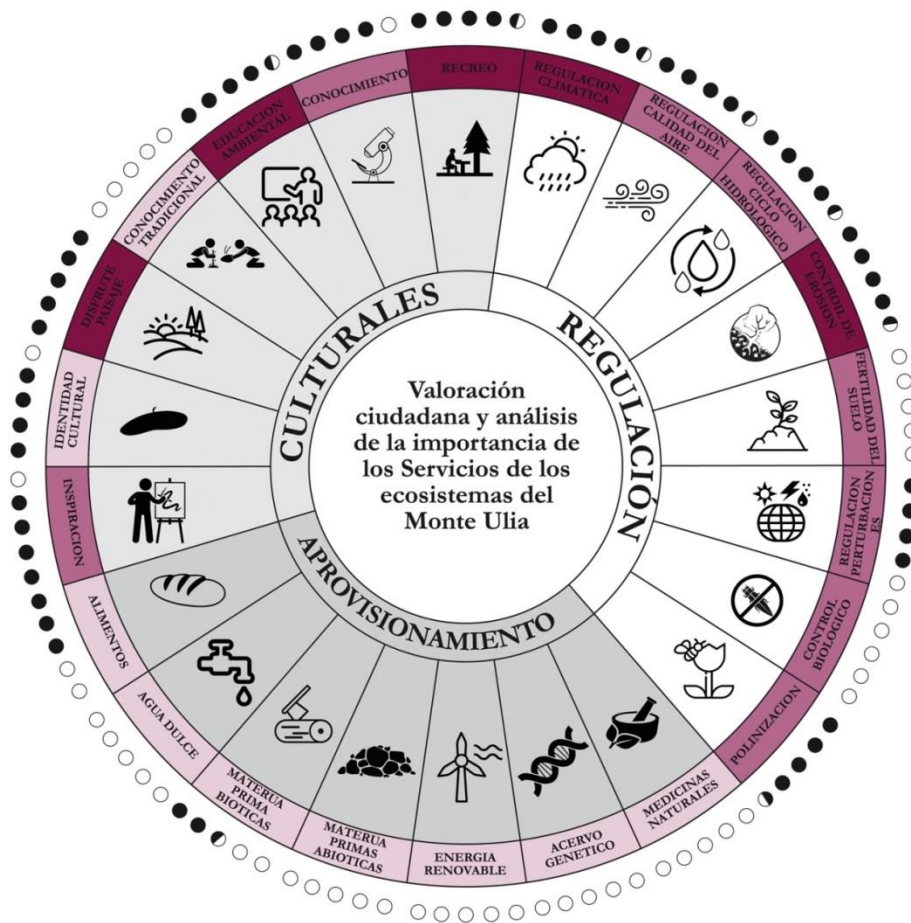 Valoración
ciudadana y análisis
de la importancia de
los Servicios de los
ecosistemas del
Monte Ulia
CULTURALES
REGULACIÓN
APROVISIONAMIENTO
RECREO
REGULACION
CLIMATICA
REGULACION
CALIDAD DEL
AIRE
REGULACION
CICLO
HIDROLOGICO
CONTROIL DE
EROSION
FERTILIDAD DEL
SUELO
REGULACION
PERTURBACION
ES
CONTROL
BIOLOGICO
POLINIZACION
MEDICINAS
NATURALES
ACERVO
GENETICO
ENERGIA
RENOVABLE
MATERUA
PRIMAS
ABIOTICAS
MATERUA
PRIMA
BIOTICAS
AGUA DULCE
ALIMENTOS
INSPIRACION
IDENTIDAD
CULTURAL
DISFRUTE
PAISAJE
CONOCIMIENTO
TRADICIONAL
EDUCACION
AMBIENTAL
CONOCIMIENTO